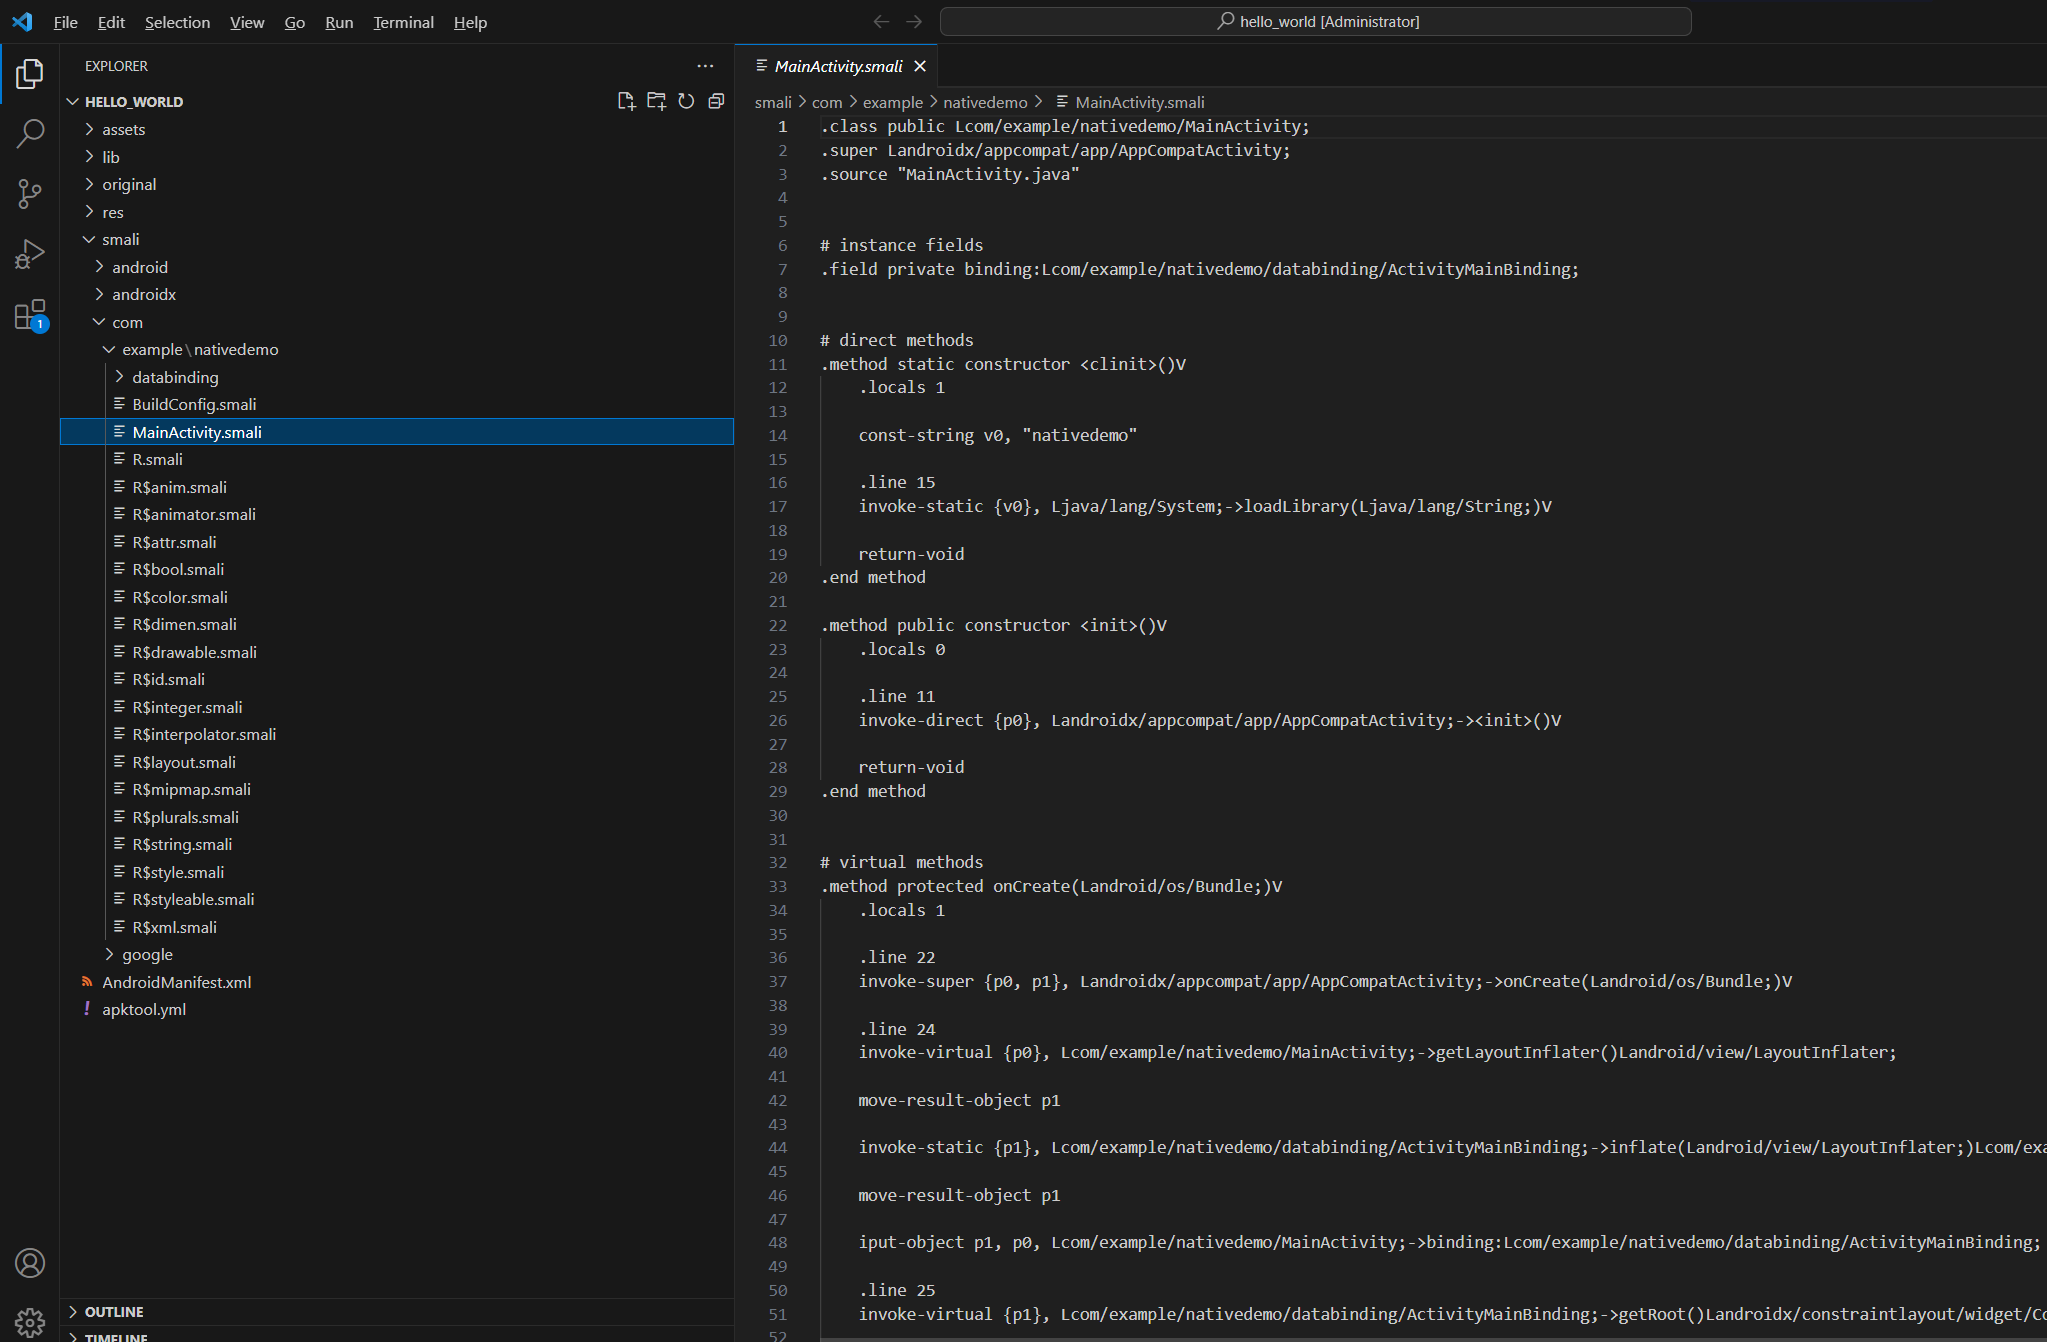 File Edit Selection View Go Run Terminal Help
hello_world [Administrator]
EXPLORER
HELLO_WORLD
assets
lib
original
res
smali
android
androidx
com
example\nativedemo
databinding
BuildConfig.smali
MainActivity.smali
R.smali
R$anim.smali
R$animator.smali
R$attr.smali
R$bool.smali
R$color.smali
R$dimen.smali
R$drawable.smali
R$id.smali
R$integer.smali
R$interpolator.smali
R$layout.smali
R$mipmap.smali
R$plurals.smali
R$string.smali
R$style.smali
R$styleable.smali
R$xml.smali
google
AndroidManifest.xml
! apktool.yml
OUTLINE
TIMELINE
1
MainActivity.smali
smali > com > example > nativedemo > MainActivity.smali
1 .class public Lcom/example/nativedemo/MainActivity;
2 .super Landroidx/appcompat/app/AppCompatActivity;
3 .source "MainActivity.java"
4
5
6 # instance fields
7 .field private binding:Lcom/example/nativedemo/databinding/ActivityMainBinding;
8
9
10 # direct methods
11 .method static constructor <clinit>()V
12 .locals 1
13
14 const-string v0, "nativedemo"
15
16 .line 15
17 invoke-static {v0}, Ljava/lang/System;->loadLibrary(Ljava/lang/String;)V
18
19 return-void
20 .end method
21
22 .method public constructor <init>()V
23 .locals 0
24
25 .line 11
26 invoke-direct {p0}, Landroidx/appcompat/app/AppCompatActivity;-><init>()V
27
28 return-void
29 .end method
30
31
32 # virtual methods
33 .method protected onCreate(Landroid/os/Bundle;)V
34 .locals 1
35
36 .line 22
37 invoke-super {p0, p1}, Landroidx/appcompat/app/AppCompatActivity;->onCreate(Landroid/os/Bundle;)V
38
39 .line 24
40 invoke-virtual {p0}, Lcom/example/nativedemo/MainActivity;->getLayoutInflater()Landroid/view/LayoutInflater;
41
42 move-result-object p1
43
44 invoke-static {p1}, Lcom/example/nativedemo/databinding/ActivityMainBinding;->inflate(Landroid/view/LayoutInflater;)Lcom/exa
45
46 move-result-object p1
47
48 iput-object p1, p0, Lcom/example/nativedemo/MainActivity;->binding:Lcom/example/nativedemo/databinding/ActivityMainBinding;
49
50 .line 25
51 invoke-virtual {p1}, Lcom/example/nativedemo/databinding/ActivityMainBinding;->getRoot()Landroidx/constraintlayout/widget/Co
52